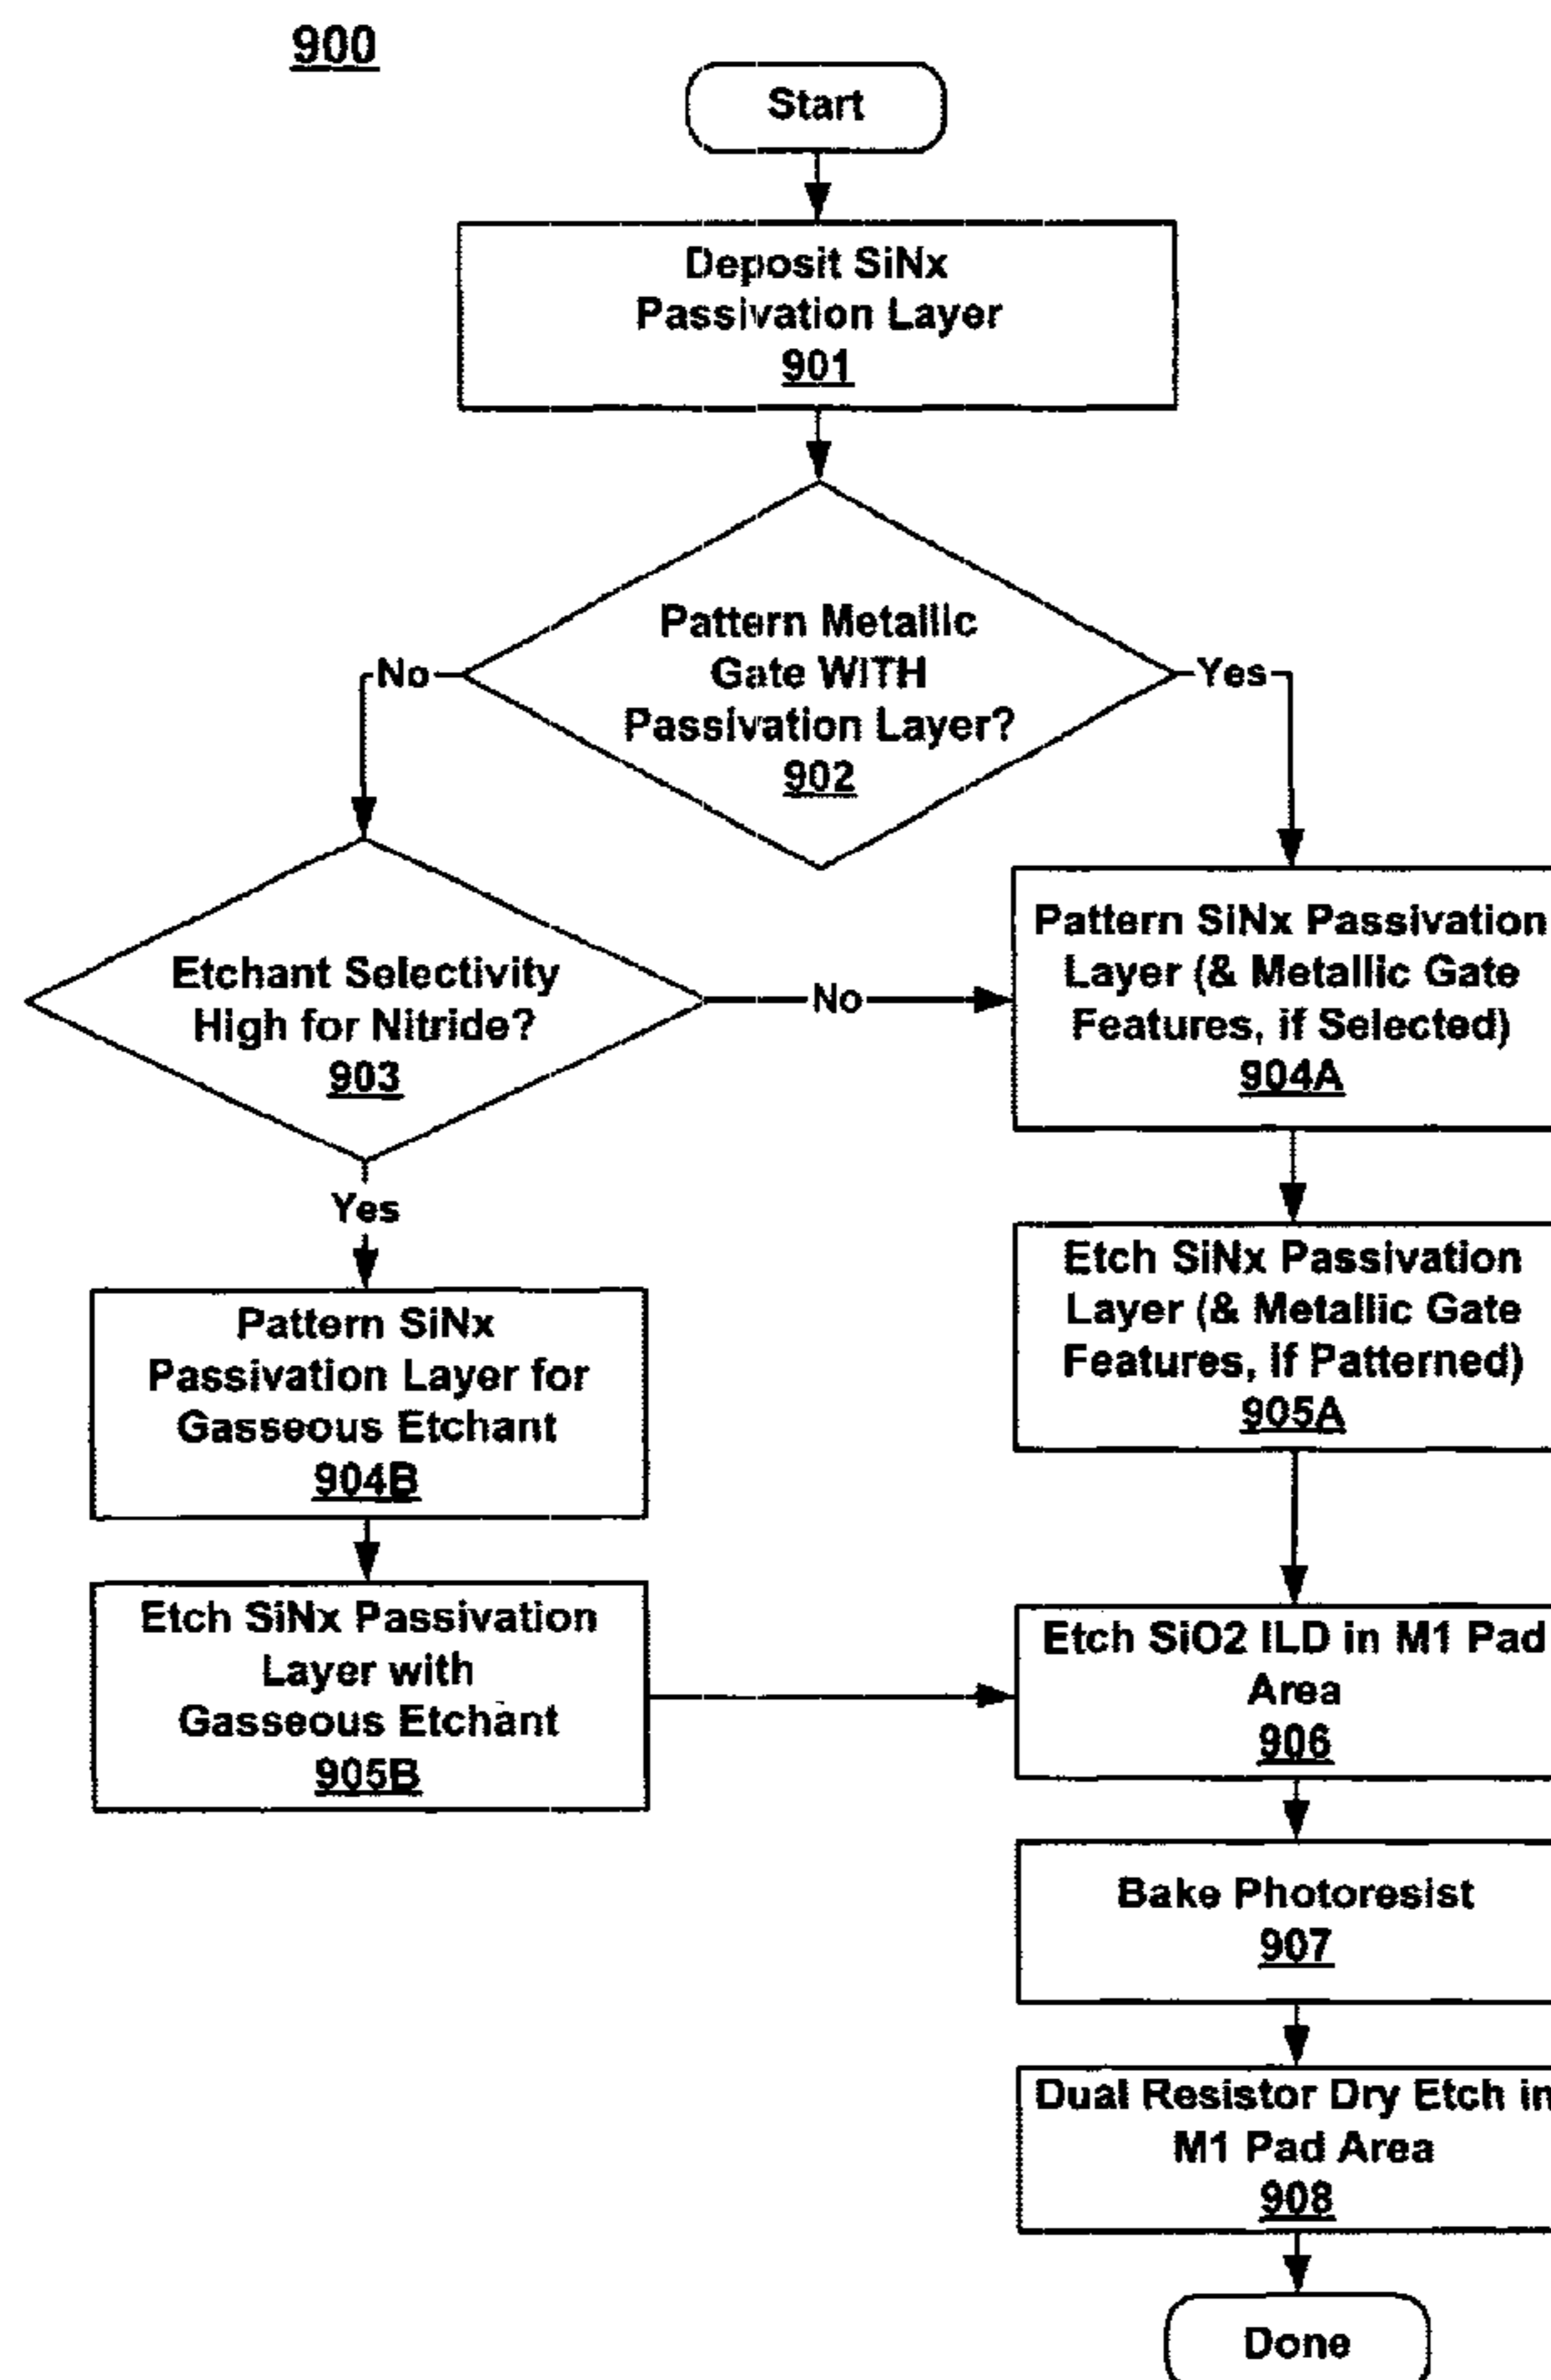 900
Start
Deposit SiNx
Passivation Layer
901
Pattern Metallic
Gate WITH
Passivation Layer?
902
No
Yes
Etchant Selectivity
High for Nitride?
903
No
Pattern SiNx Passivation
Layer (& Metallic Gate
Features, if Selected)
904A
Yes
Etch SiNx Passivation
Layer (& Metallic Gate
Features, if Patterned)
905A
Pattern SiNx
Passivation Layer for
Gasseous Etchant
904B
Etch SiNx Passivation
Layer with
Gasseous Etchant
905B
Etch SiO2 ILD in M1 Pad
Area
906
Bake Photoresist
907
Dual Resistor Dry Etch in
M1 Pad Area
908
Done